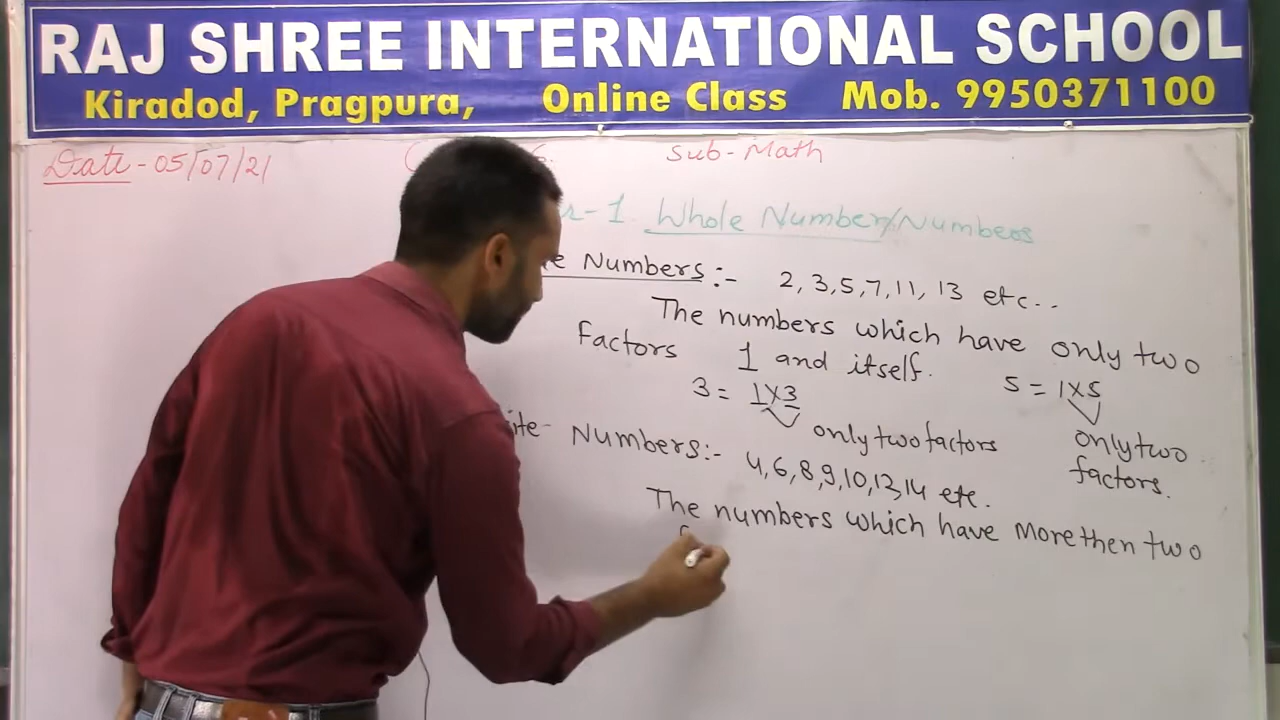 RAJ SHREE INTERNATIONAL SCHOOL
Kiradod, Pragpura, Online Class Mob. 9950371100
Date - 05/07/21 6. Sub- Math
- 1. Whole Number/Numbers
Numbers :- 2, 3, 5, 7, 11, 13 etc...
The numbers which have only two
Factors 1 and itself.
3 = 1X3 5 = 1X5
only two factors only two factors.
Numbers:- 4, 6, 8, 9, 10, 12, 14 etc.
The numbers which have More then two